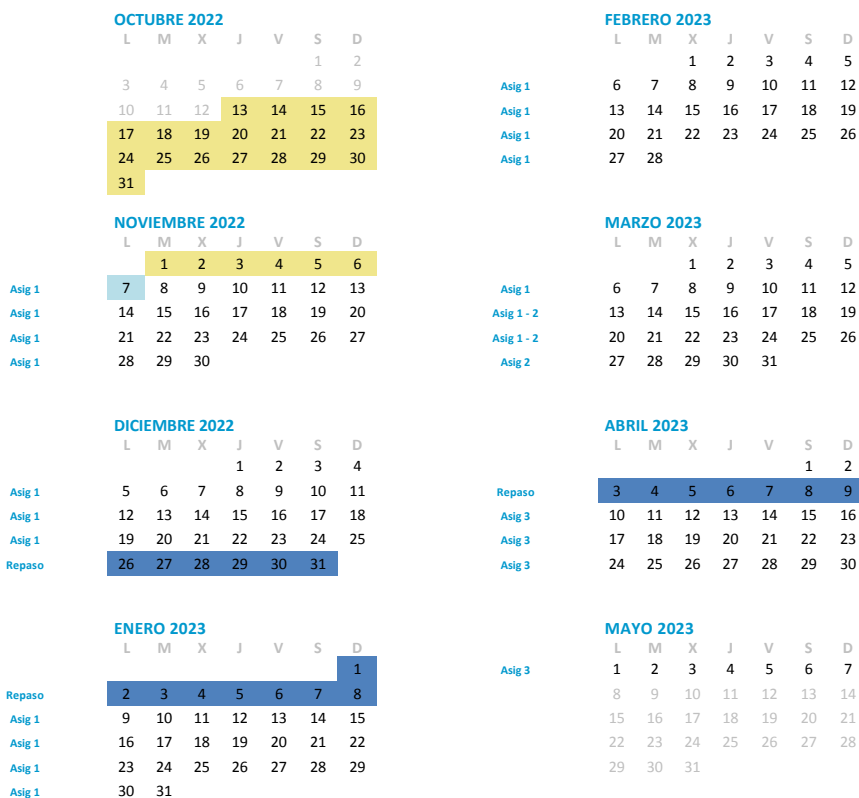 OCTUBRE 2022
L M X J V S D
1 2
3 4 5 6 7 8 9
10 11 12 13 14 15 16
17 18 19 20 21 22 23
24 25 26 27 28 29 30
31
NOVIEMBRE 2022
L M X J V S D
1 2 3 4 5 6
Asig 1 7 8 9 10 11 12 13
Asig 1 14 15 16 17 18 19 20
Asig 1 21 22 23 24 25 26 27
Asig 1 28 29 30
DICIEMBRE 2022
L M X J V S D
1 2 3 4
Asig 1 5 6 7 8 9 10 11
Asig 1 12 13 14 15 16 17 18
Asig 1 19 20 21 22 23 24 25
Repaso 26 27 28 29 30 31
ENERO 2023
L M X J V S D
1
Repaso 2 3 4 5 6 7 8
Asig 1 9 10 11 12 13 14 15
Asig 1 16 17 18 19 20 21 22
Asig 1 23 24 25 26 27 28 29
Asig 1 30 31
FEBRERO 2023
L M X J V S D
1 2 3 4 5
Asig 1 6 7 8 9 10 11 12
Asig 1 13 14 15 16 17 18 19
Asig 1 20 21 22 23 24 25 26
Asig 1 27 28
MARZO 2023
L M X J V S D
1 2 3 4 5
Asig 1 6 7 8 9 10 11 12
Asig 1 - 2 13 14 15 16 17 18 19
Asig 1 - 2 20 21 22 23 24 25 26
Asig 2 27 28 29 30 31
ABRIL 2023
L M X J V S D
1 2
Repaso 3 4 5 6 7 8 9
Asig 3 10 11 12 13 14 15 16
Asig 3 17 18 19 20 21 22 23
Asig 3 24 25 26 27 28 29 30
MAYO 2023
L M X J V S D
Asig 3 1 2 3 4 5 6 7
8 9 10 11 12 13 14
15 16 17 18 19 20 21
22 23 24 25 26 27 28
29 30 31